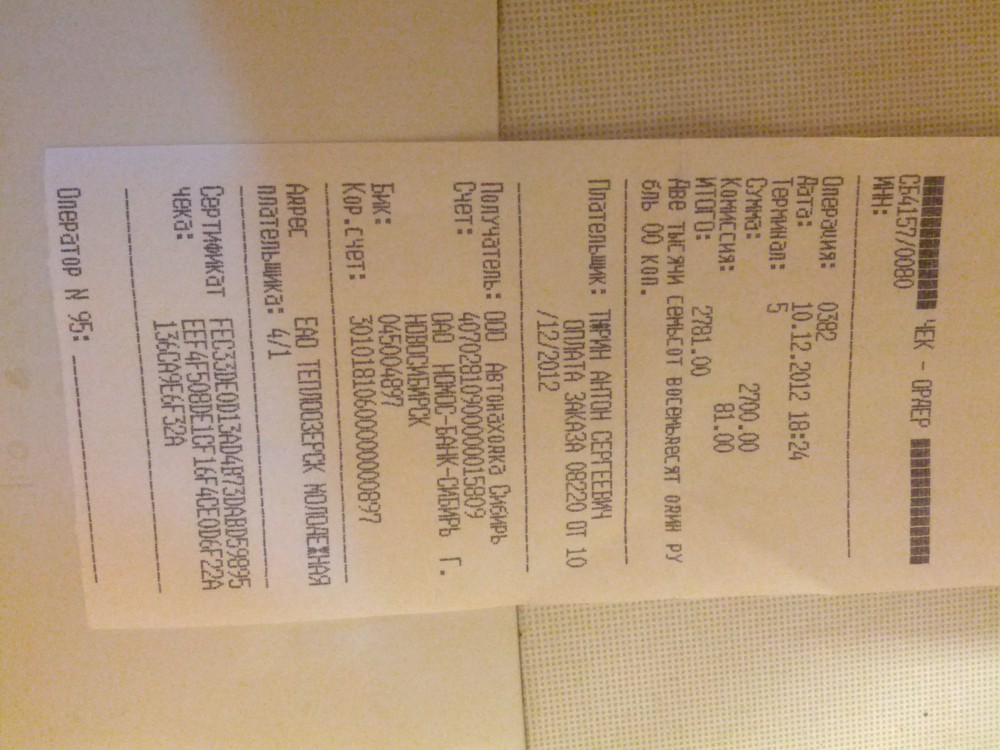 ЧЕК - ОРДЕР
СБ4157/0080
ИНН:
Операция: 0382
Дата: 10.12.2012 18:24
Терминал: 5
Сумма: 2700.00
Комиссия: 81.00
ИТОГО: 2781.00
Две тысячи семьсот восемьдесят один ру
бль 00 коп.
Плательщик: ТЮРИН АНТОН СЕРГЕЕВИЧ
ОПЛАТА ЗАКАЗА 08220 ОТ 10
/12/2012
Получатель: ООО Автонаходка Сибирь
Счет: 40702810900000015809
ОАО НОМОС-БАНК-СИБИРЬ Г.
НОВОСИБИРСК
Бик: 045004897
Кор.счет: 30101810600000000897
Адрес ЕАО ТЕПЛООЗЕРСК МОЛОДЕЖНАЯ
плательщика: 4/1
Сертификат FEC33DE0D13AD4B73DABD59895
чека: EEF4F508DE1CF16F4CE0D6F22A
136CA9E6F32A
Оператор N 95: